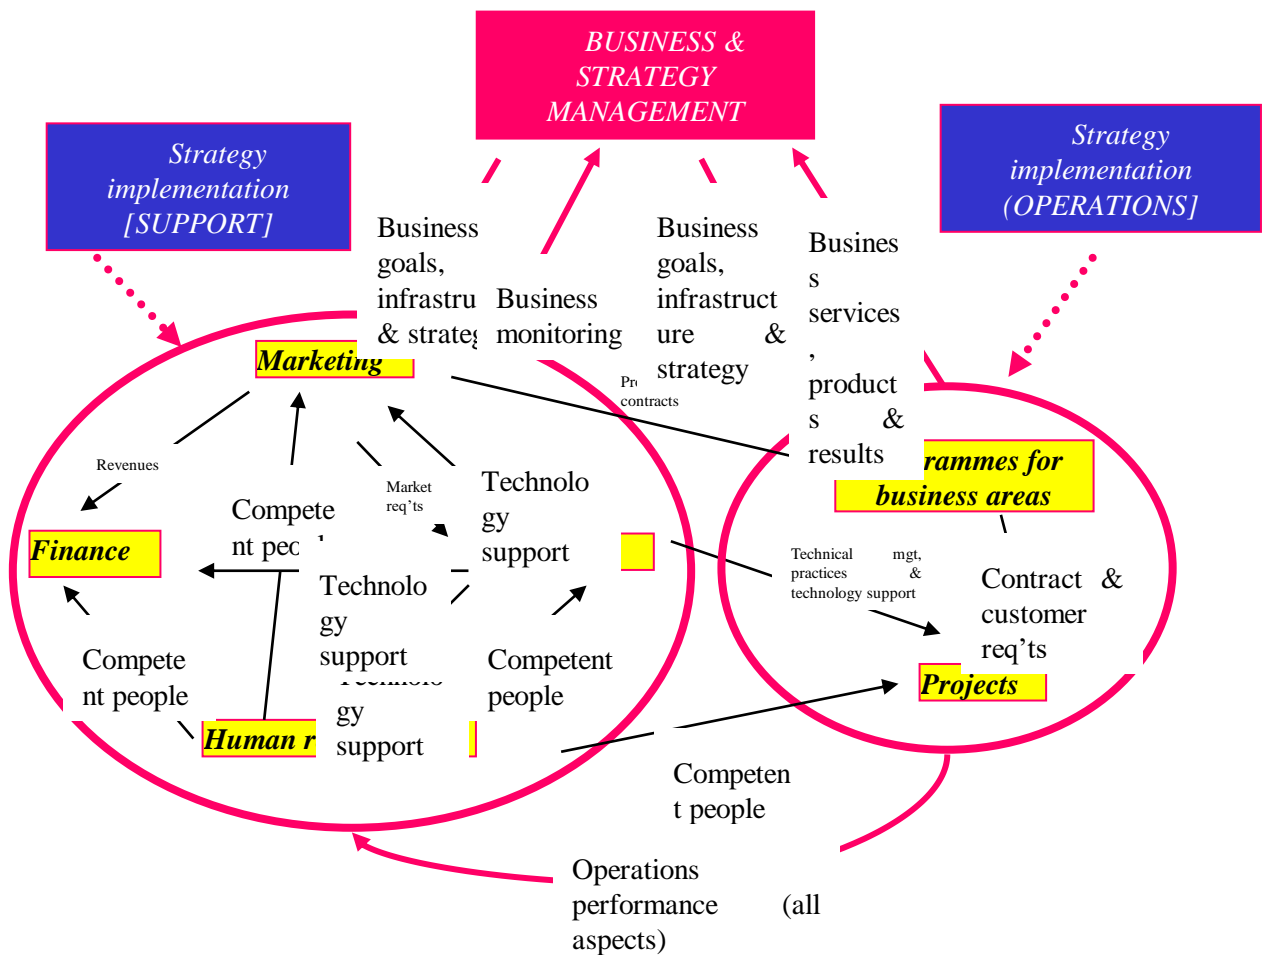 BUSINESS &
STRATEGY
MANAGEMENT
Strategy
implementation
[SUPPORT]
Strategy
implementation
(OPERATIONS]
Business
goals,
infrastru
& strateg
Business
monitoring
Business
goals,
infrastruct
ure &
strategy
Busines
s
services
,
product
s &
results
Marketing
contracts
Revenues
Market
req'ts
Technolo
gy
support
Compete
nt
Finance
rammes for
business areas
Technical mgt,
practices &
technology support
Contract &
customer
req'ts
Technolo
gy
support
Compete
nt people
Competent
people
Projects
Human r
gy
support
Competen
t people
Operations
performance (all
aspects)